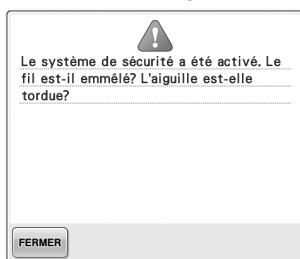 Le système de sécurité a été activé. Le
fil est-il emmêlé? L'aiguille est-elle
tordue?
FERMER